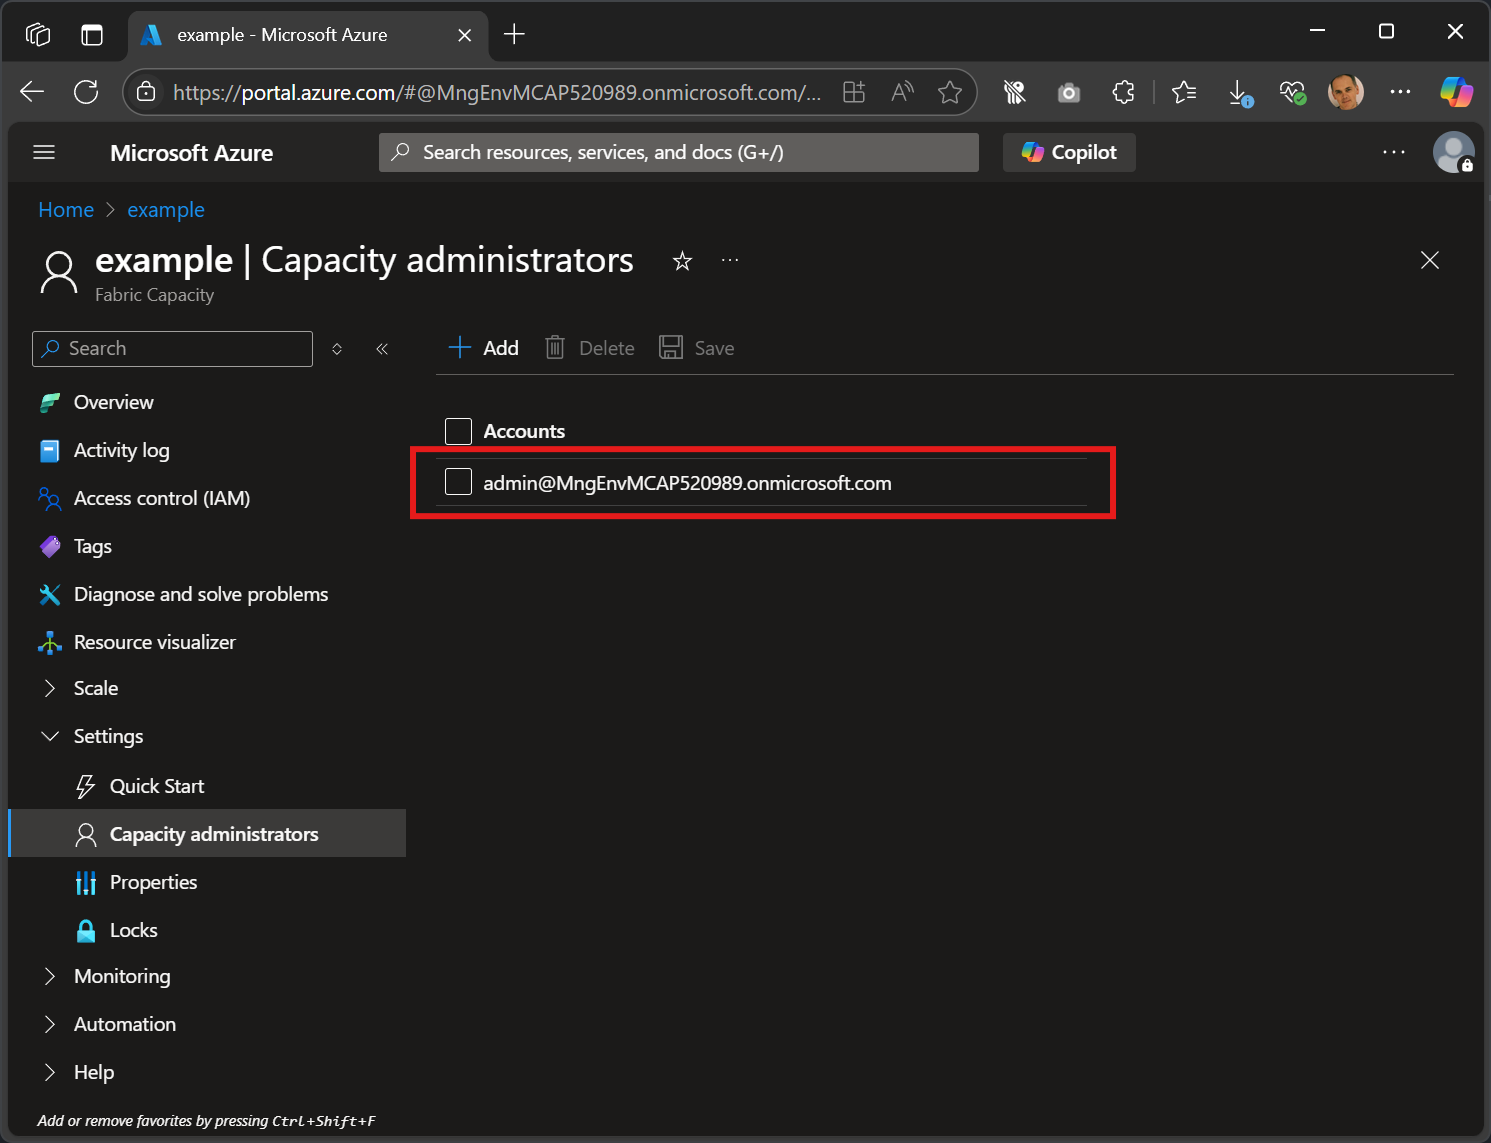 example - Microsoft Azure
https://portal.azure.com/#@MngEnvMCAP520989.onmicrosoft.com/...
Microsoft Azure
Search resources, services, and docs (G+/)
Copilot
Home > example
example | Capacity administrators
Fabric Capacity
Search
Add
Delete
Save
Overview
Activity log
Access control (IAM)
Tags
Diagnose and solve problems
Resource visualizer
Scale
Settings
Quick Start
Capacity administrators
Properties
Locks
Monitoring
Automation
Help
Accounts
admin@MngEnvMCAP520989.onmicrosoft.com
Add or remove favorites by pressing Ctrl+Shift+F